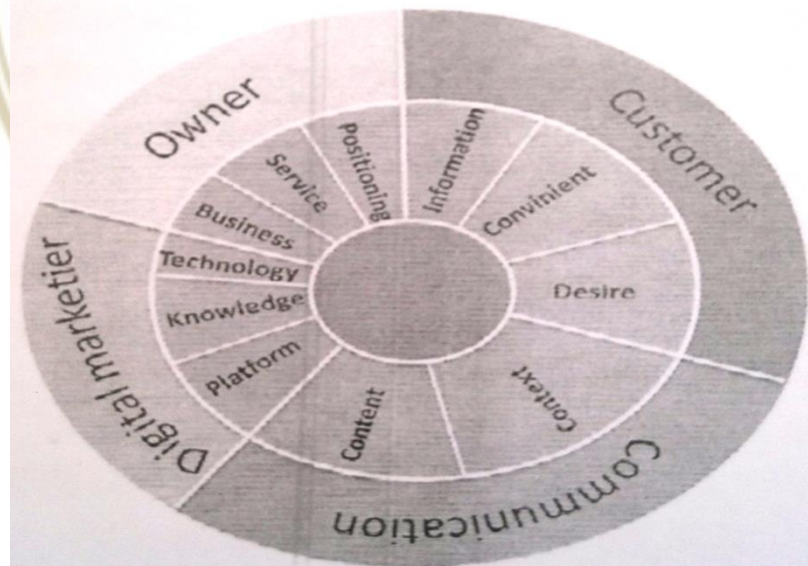 Owner
Customer
Communication
Digital marketier
Positioning
Information
Convinient
Desire
Context
Content
Platform
Knowledge
Technology
Business
Service